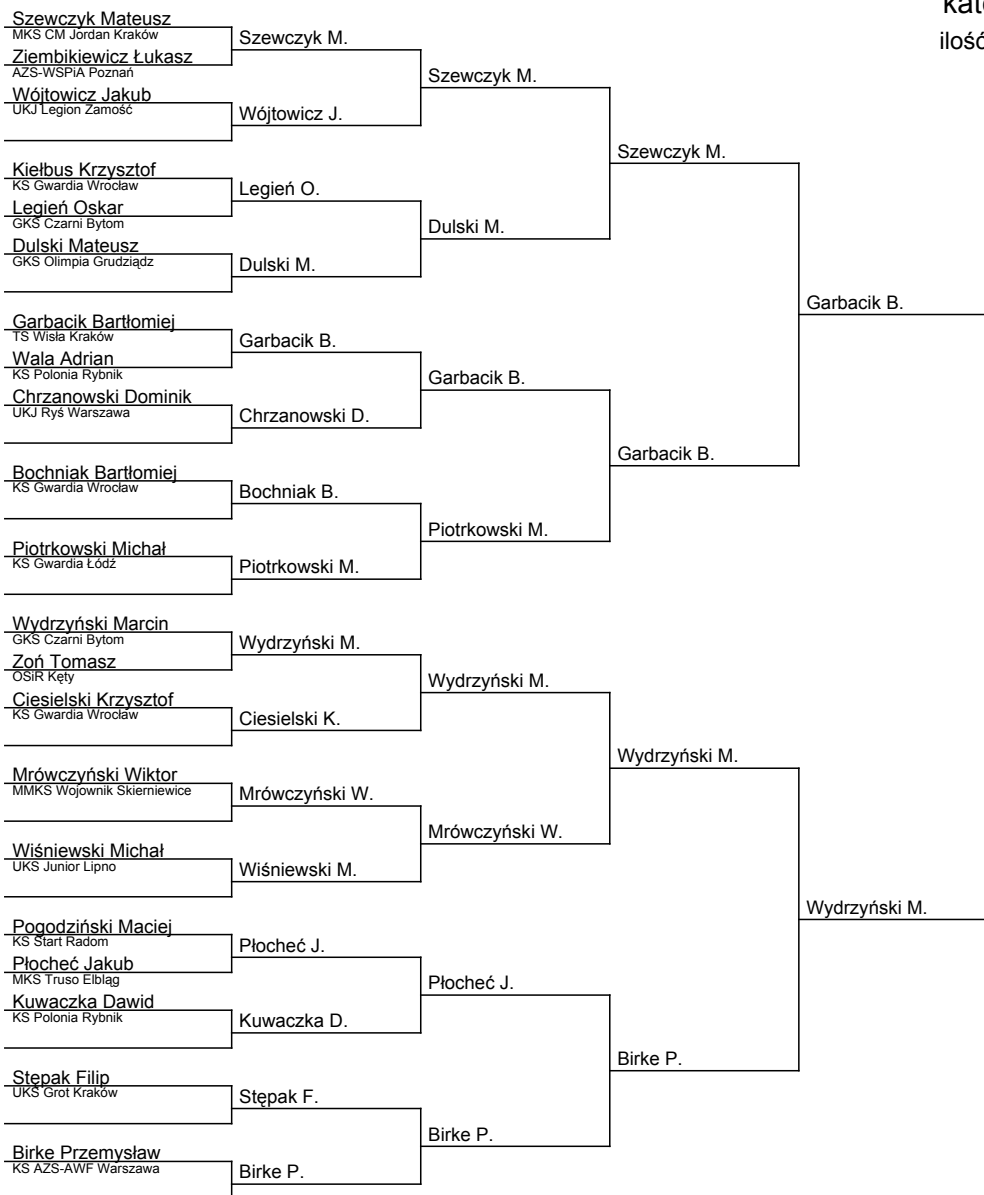 Szewczyk Mateusz
MKS CM Jordan Kraków
Ziembikiewicz Łukasz
AZS-WSPiA Poznań
Wójtowicz Jakub
UKJ Legion Zamość
Kiełbus Krzysztof
KS Gwardia Wrocław
Legień Oskar
GKS Czarni Bytom
Dulski Mateusz
GKS Olimpia Grudziądz
Garbacik Bartłomiej
TS Wisła Kraków
Wala Adrian
KS Polonia Rybnik
Chrzanowski Dominik
UKJ Ryś Warszawa
Bochniak Bartłomiej
KS Gwardia Wrocław
Piotrkowski Michał
KS Gwardia Łódź
Wydrzyński Marcin
GKS Czarni Bytom
Zoń Tomasz
OSiR Kęty
Ciesielski Krzysztof
KS Gwardia Wrocław
Mrówczyński Wiktor
MMKS Wojownik Skierniewice
Wiśniewski Michał
UKS Junior Lipno
Pogodziński Maciej
KS Start Radom
Płocheć Jakub
MKS Truso Elbląg
Kuwaczka Dawid
KS Polonia Rybnik
Stępak Filip
UKS Grot Kraków
Birke Przemysław
KS AZS-AWF Warszawa
Szewczyk M.
Wójtowicz J.
Legień O.
Dulski M.
Garbacik B.
Chrzanowski D.
Bochniak B.
Piotrkowski M.
Wydrzyński M.
Ciesielski K.
Mrówczyński W.
Wiśniewski M.
Płocheć J.
Kuwaczka D.
Stępak F.
Birke P.
Szewczyk M.
Dulski M.
Garbacik B.
Piotrkowski M.
Wydrzyński M.
Mrówczyński W.
Płocheć J.
Birke P.
Szewczyk M.
Garbacik B.
Wydrzyński M.
Birke P.
Garbacik B.
Wydrzyński M.
ilość